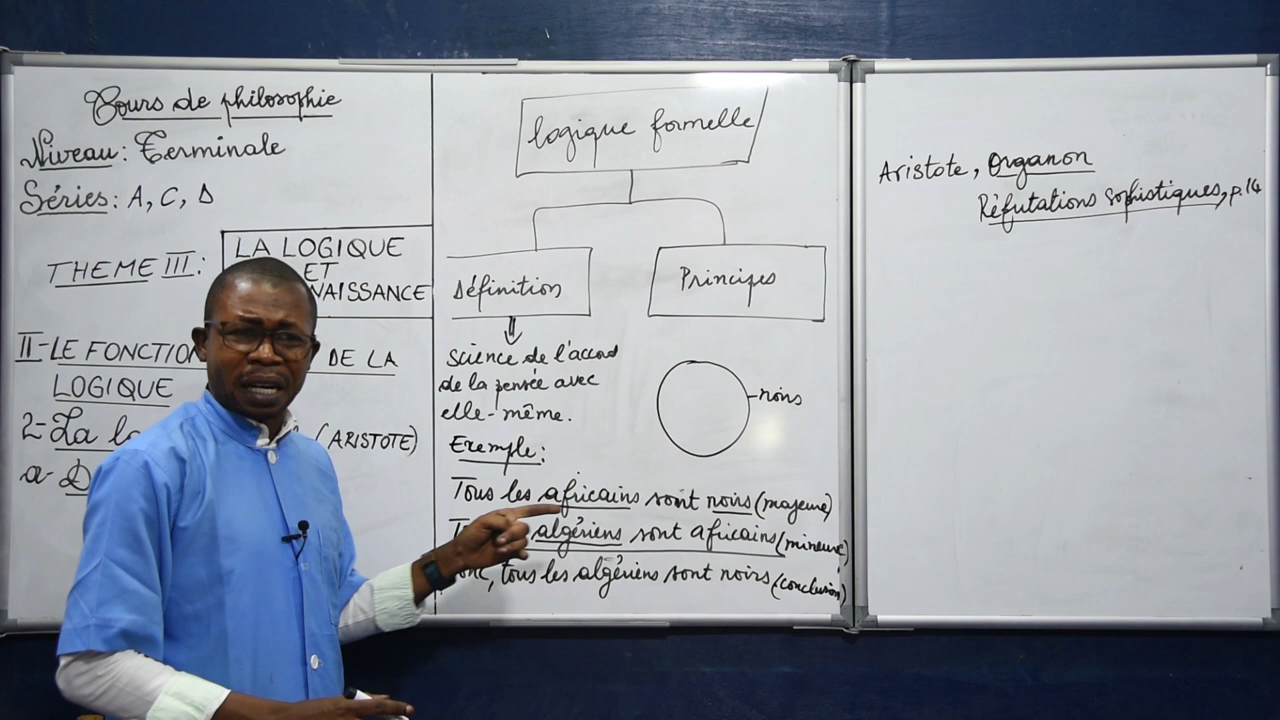 Cours de philosophie
Niveau: Terminale
Séries: A, C, D
THEME III:
LA LOGIQUE
ET
NAISSANCE
II-LE FONCTION DE LA
LOGIQUE
2-La (ARISTOTE)
a-
logique formelle
Définition
Principes
Science de l'accord
de la pensée avec
elle-même.
noirs
Exemple:
Tous les africains sont noirs (majeure)
algériens sont africains (mineure)
tous les algériens sont noirs (conclusion)
Aristote, Organon
Réfutations sophistiques, p.14